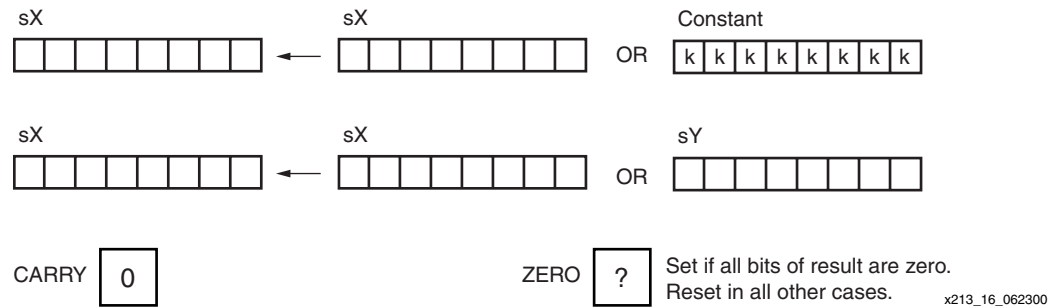 sX sX Constant
OR k k k k k k k k
sX sX sY
OR
CARRY 0 ZERO ? Set if all bits of result are zero.
Reset in all other cases.
x213_16_062300